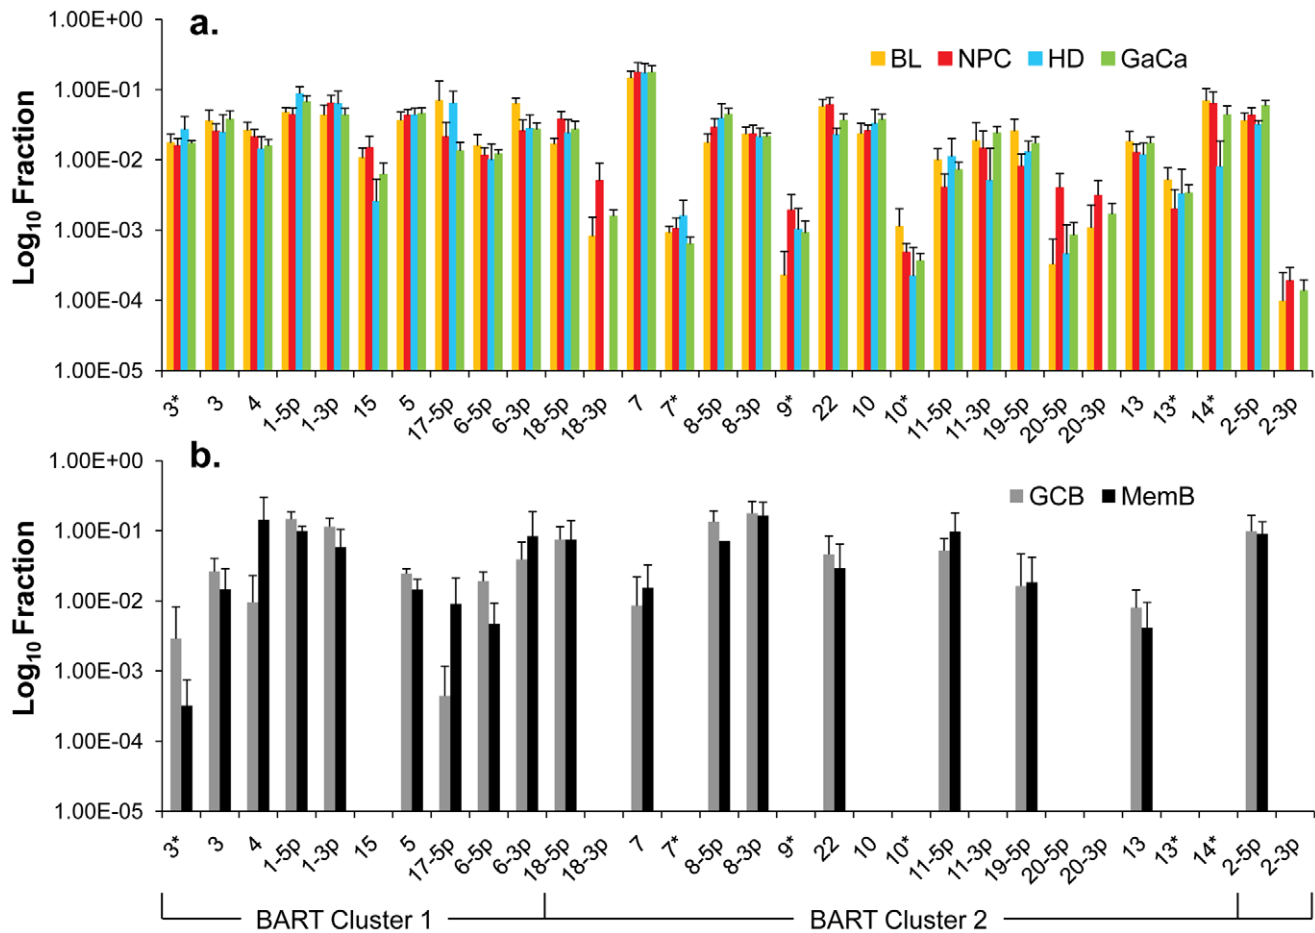 a.
BL NPC HD GaCa
Log10 Fraction
1.00E+00
1.00E-01
1.00E-02
1.00E-03
1.00E-04
1.00E-05
3* 3 4 1-5p 1-3p 15 5 17-5p 6-5p 6-3p 18-5p 18-3p 7 7* 8-5p 8-3p 9* 22 10 10* 11-5p 11-3p 19-5p 20-5p 20-3p 13 13* 14* 2-5p 2-3p
b.
GCB MemB
Log10 Fraction
1.00E+00
1.00E-01
1.00E-02
1.00E-03
1.00E-04
1.00E-05
3* 3 4 1-5p 1-3p 15 5 17-5p 6-5p 6-3p 18-5p 18-3p 7 7* 8-5p 8-3p 9* 22 10 10* 11-5p 11-3p 19-5p 20-5p 20-3p 13 13* 14* 2-5p 2-3p
BART Cluster 1 BART Cluster 2